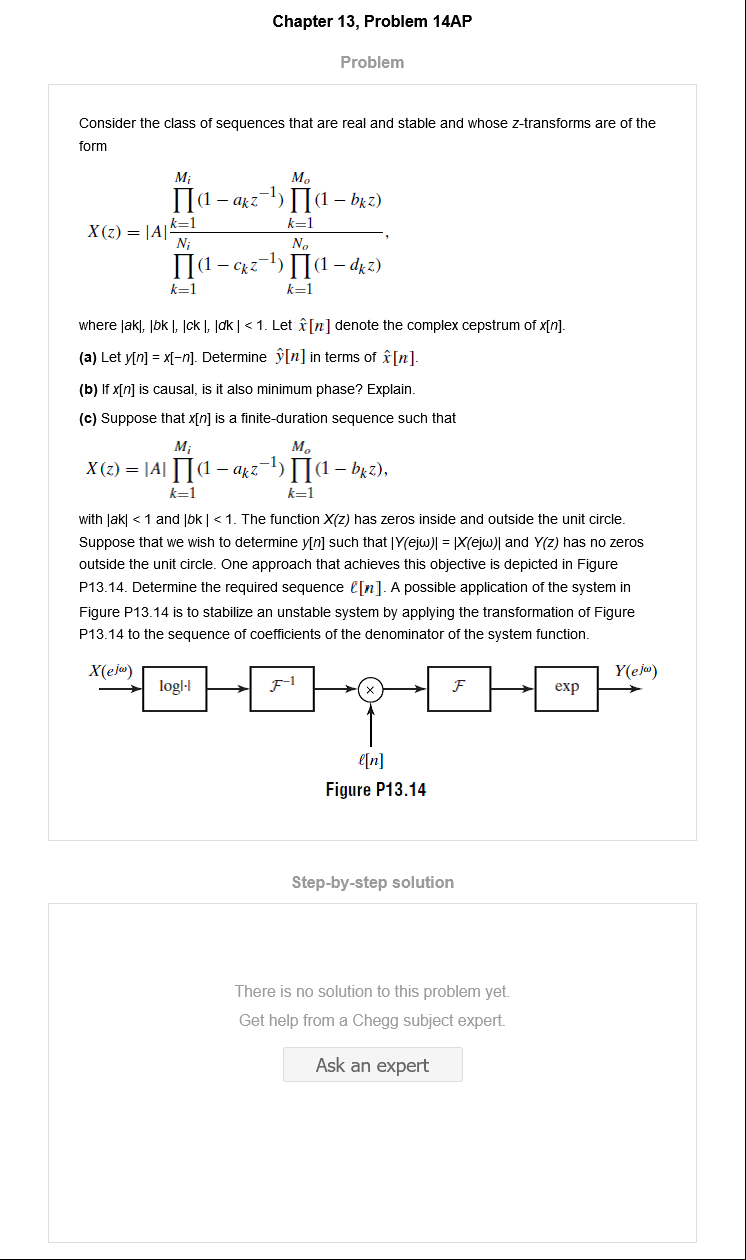 Chapter 13, Problem 14AP
Problem
Consider the class of sequences that are real and stable and whose z-transforms are of the
form
X(z) = |A| \frac{\prod_{k=1}^{M_i} (1 − a_k z^{−1}) \prod_{k=1}^{M_o} (1 − b_k z)}{\prod_{k=1}^{N_i} (1 − c_k z^{−1}) \prod_{k=1}^{N_o} (1 − d_k z)},
where |ak|, |bk |, |ck |, |dk | < 1. Let x̂[n] denote the complex cepstrum of x[n].
(a) Let y[n] = x[−n]. Determine ŷ[n] in terms of x̂[n].
(b) If x[n] is causal, is it also minimum phase? Explain.
(c) Suppose that x[n] is a finite-duration sequence such that
X(z) = |A| \prod_{k=1}^{M_i} (1 − a_k z^{−1}) \prod_{k=1}^{M_o} (1 − b_k z),
with |ak| < 1 and |bk | < 1. The function X(z) has zeros inside and outside the unit circle.
Suppose that we wish to determine y[n] such that |Y(ejω)| = |X(ejω)| and Y(z) has no zeros
outside the unit circle. One approach that achieves this objective is depicted in Figure
P13.14. Determine the required sequence ℓ[n]. A possible application of the system in
Figure P13.14 is to stabilize an unstable system by applying the transformation of Figure
P13.14 to the sequence of coefficients of the denominator of the system function.
X(e^{jω}) log|·| F^{−1} × F exp Y(e^{jω})
ℓ[n]
Figure P13.14
Step-by-step solution
There is no solution to this problem yet.
Get help from a Chegg subject expert.
Ask an expert